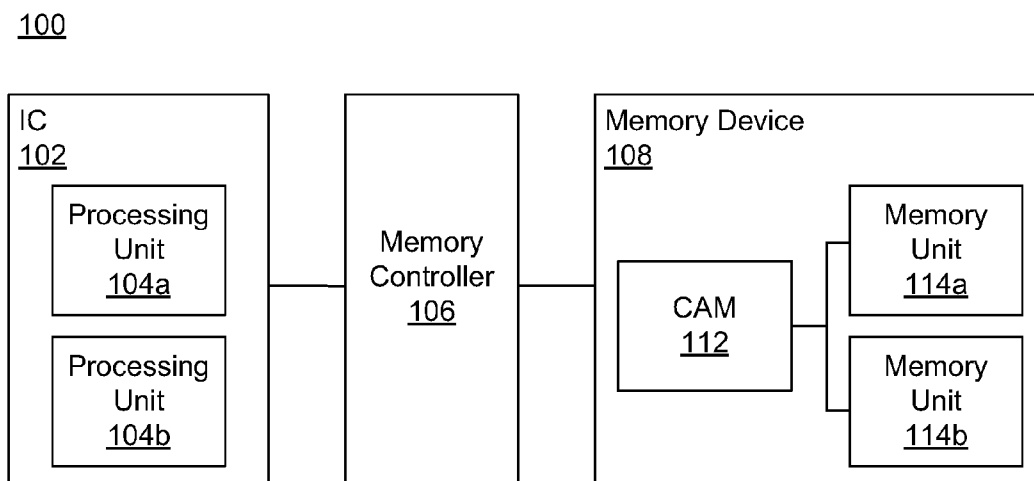 100
IC
102
Processing
Unit
104a
Processing
Unit
104b
Memory
Controller
106
Memory Device
108
CAM
112
Memory
Unit
114a
Memory
Unit
114b